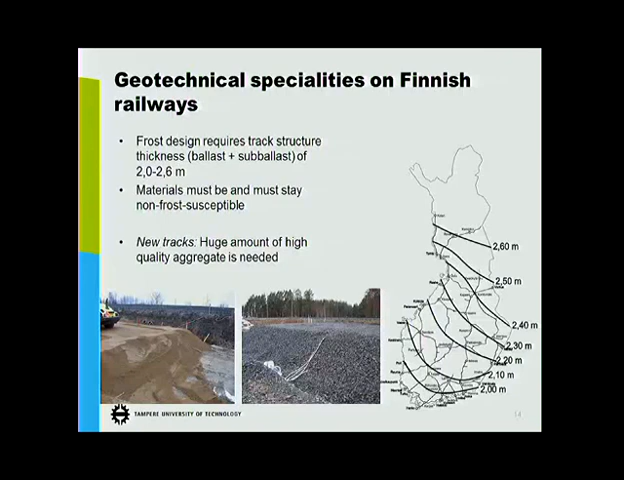 Geotechnical specialities on Finnish
railways
• Frost design requires track structure
thickness (ballast + subballast) of
2,0-2,6 m
• Materials must be and must stay
non-frost-susceptible
• New tracks: Huge amount of high
quality aggregate is needed
2,60 m
2,50 m
2,40 m
2,30 m
2,20 m
2,10 m
2,00 m
TAMPERE UNIVERSITY OF TECHNOLOGY
14